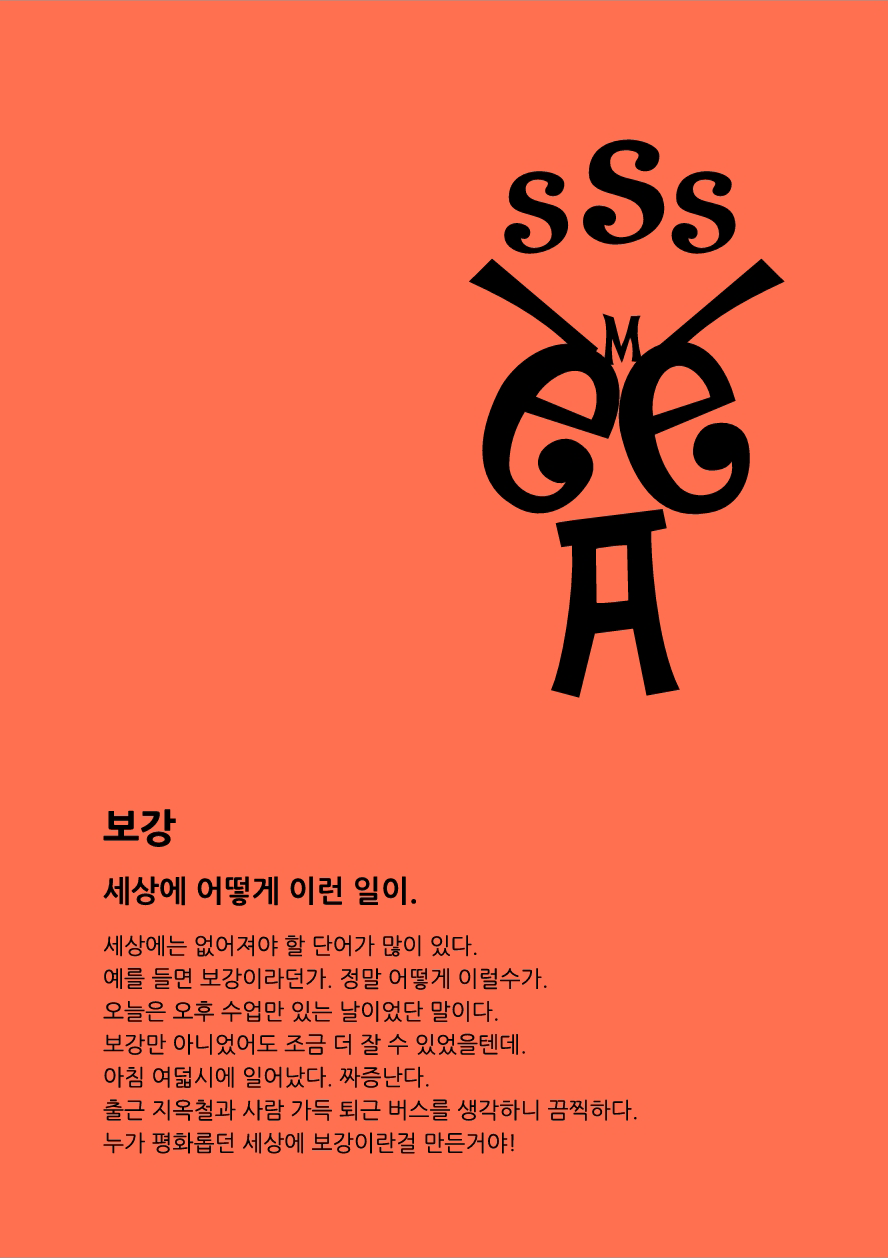 s S s
M
e e
A
보강
세상에 어떻게 이런 일이.
세상에는 없어져야 할 단어가 많이 있다.
예를 들면 보강이라던가. 정말 어떻게 이럴수가.
오늘은 오후 수업만 있는 날이었단 말이다.
보강만 아니었어도 조금 더 잘 수 있었을텐데.
아침 여덟시에 일어났다. 짜증난다.
출근 지옥철과 사람 가득 퇴근 버스를 생각하니 끔찍하다.
누가 평화롭던 세상에 보강이란걸 만든거야!